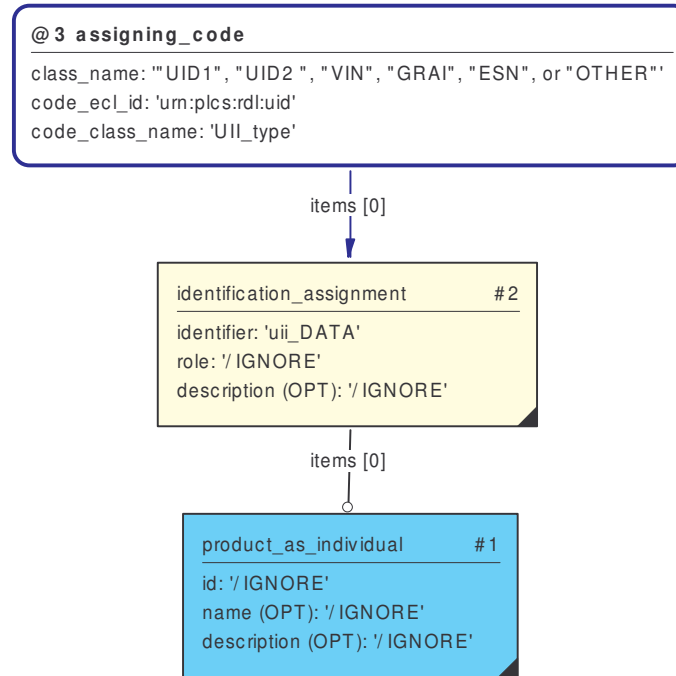 @3 assigning_code
class_name: '"UID1", "UID2 ", "VIN", "GRAI", "ESN", or "OTHER"'
code_ecl_id: 'urn:plcs:rdl:uid'
code_class_name: 'UII_type'
items [0]
identification_assignment #2
identifier: 'uii_DATA'
role: '/IGNORE'
description (OPT): '/IGNORE'
items [0]
product_as_individual #1
id: '/IGNORE'
name (OPT): '/IGNORE'
description (OPT): '/IGNORE'